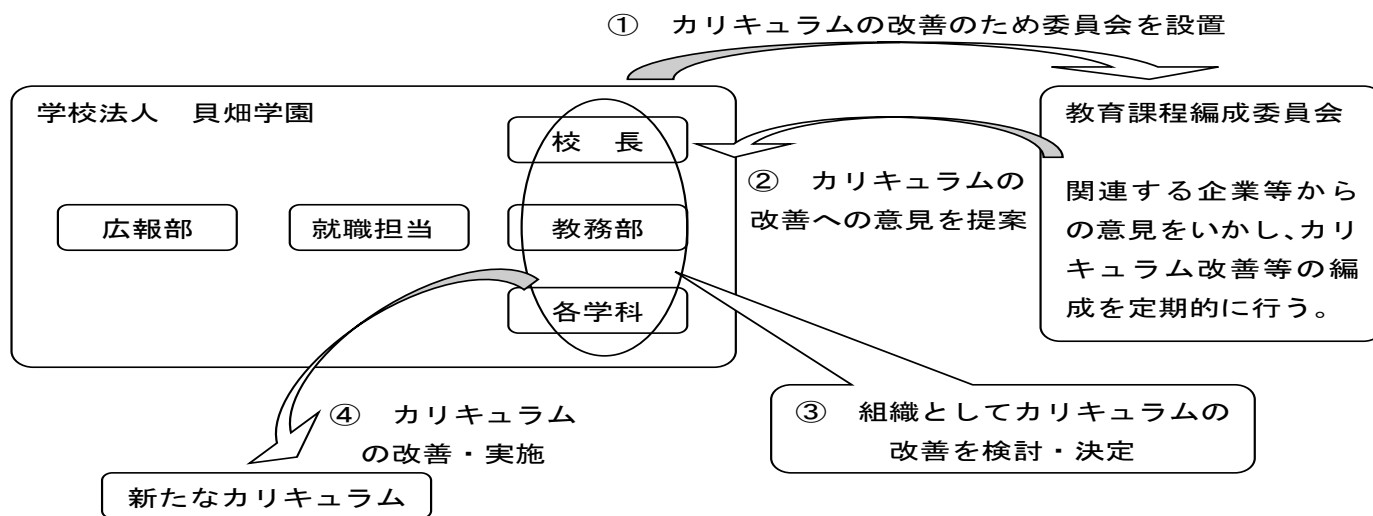 ① カリキュラムの改善のため委員会を設置
学校法人 貝畑学園
校 長
広報部
就職担当
教務部
各学科
② カリキュラムの
改善への意見を提案
教育課程編成委員会
関連する企業等から
の意見をいかし、カリ
キュラム改善等の編
成を定期的に行う。
③ 組織としてカリキュラムの
改善を検討・決定
④ カリキュラム
の改善・実施
新たなカリキュラム